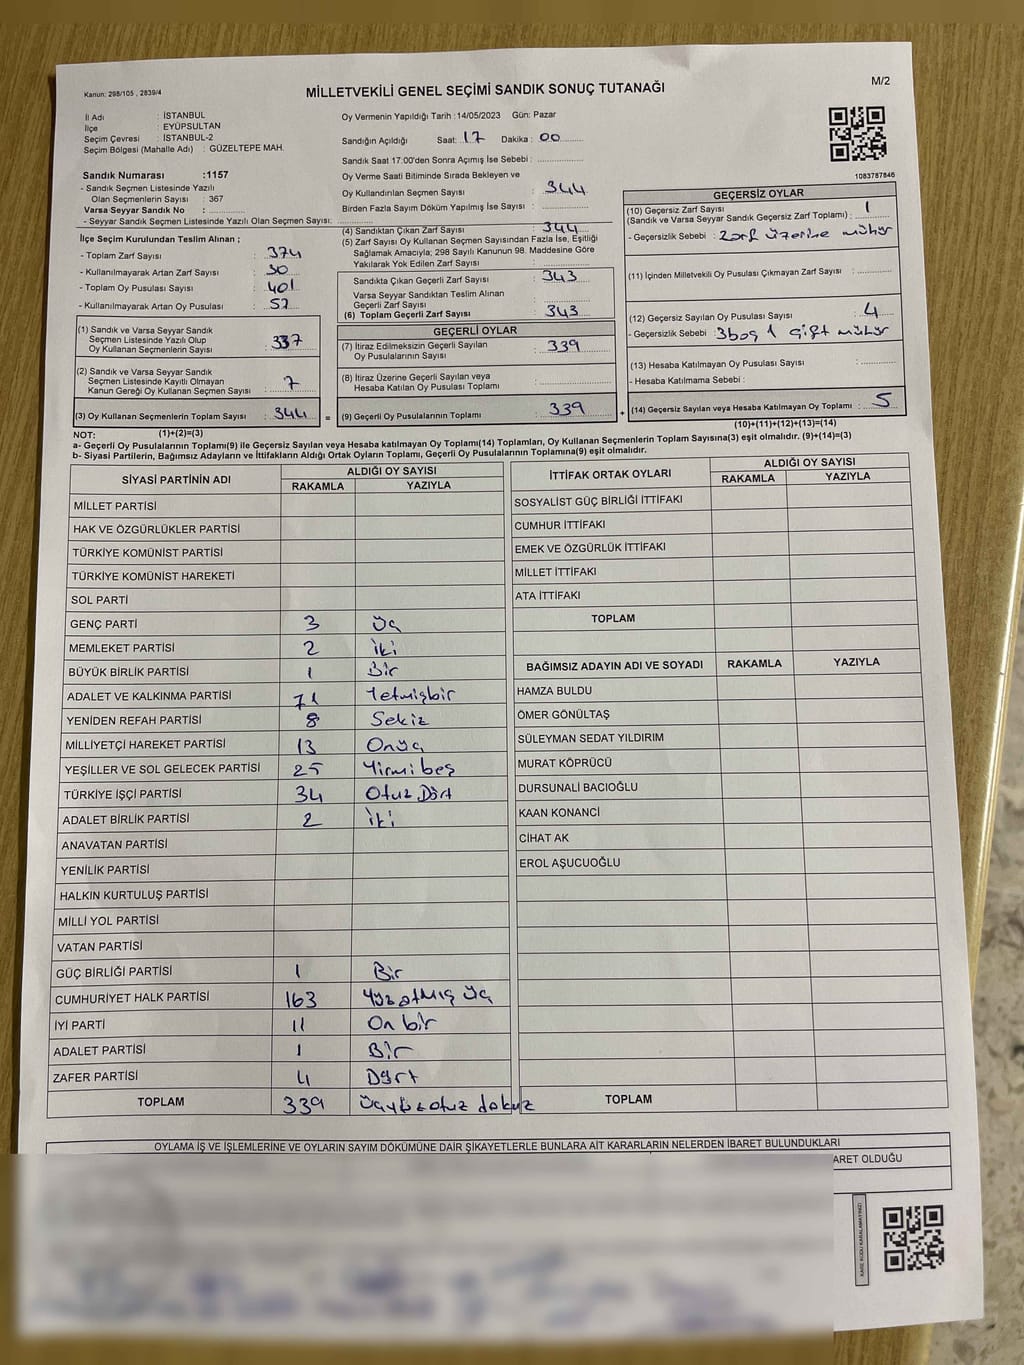 Kanun: 298/105 , 2839/4
MİLLETVEKİLİ GENEL SEÇİMİ SANDIK SONUÇ TUTANAĞI
M/2
İl Adı : İSTANBUL
İlçe : EYÜPSULTAN
Seçim Çevresi : İSTANBUL-2
Seçim Bölgesi (Mahalle Adı) : GÜZELTEPE MAH.
Oy Vermenin Yapıldığı Tarih :14/05/2023 Gün: Pazar
Sandığın Açıldığı Saat: 17 Dakika : 00
Sandık Saat 17:00'den Sonra Açımış İse Sebebi :
Oy Verme Saati Bitiminde Sırada Bekleyen ve
Oy Kullandırılan Seçmen Sayısı : 344
Birden Fazla Sayım Döküm Yapılmış İse Sayısı :
1083787846
Sandık Numarası :1157
- Sandık Seçmen Listesinde Yazılı
Olan Seçmenlerin Sayısı : 367
Varsa Seyyar Sandık No :
- Seyyar Sandık Seçmen Listesinde Yazılı Olan Seçmen Sayısı:
İlçe Seçim Kurulundan Teslim Alınan ;
- Toplam Zarf Sayısı : 374
- Kullanılmayarak Artan Zarf Sayısı : 30
- Toplam Oy Pusulası Sayısı : 401
- Kullanılmayarak Artan Oy Pusulası : 57
(1) Sandık ve Varsa Seyyar Sandık
Seçmen Listesinde Yazılı Olup
Oy Kullanan Seçmenlerin Sayısı : 337
(2) Sandık ve Varsa Seyyar Sandık
Seçmen Listesinde Kayıtlı Olmayan
Kanun Gereği Oy Kullanan Seçmen Sayısı : 7
(3) Oy Kullanan Seçmenlerin Toplam Sayısı : 344 =
(4) Sandıktan Çıkan Zarf Sayısı : 344
(5) Zarf Sayısı Oy Kullanan Seçmen Sayısından Fazla İse, Eşitliği
Sağlamak Amacıyla; 298 Sayılı Kanunun 98. Maddesine Göre
Yakılarak Yok Edilen Zarf Sayısı :
Sandıkta Çıkan Geçerli Zarf Sayısı : 343
Varsa Seyyar Sandıktan Teslim Alınan
Geçerli Zarf Sayısı :
(6) Toplam Geçerli Zarf Sayısı : 343
GEÇERLİ OYLAR
(7) İtiraz Edilmeksizin Geçerli Sayılan
Oy Pusulasının Sayısı : 339
(8) İtiraz Üzerine Geçerli Sayılan veya
Hesaba Katılan Oy Pusulası Toplamı :
(9) Geçerli Oy Pusulalarının Toplamı : 339 +
GEÇERSİZ OYLAR
(10) Geçersiz Zarf Sayısı
(Sandık ve Varsa Seyyar Sandık Geçersiz Zarf Toplamı) : 1
- Geçersizlik Sebebi : Zarf üzerine mühür
(11) İçinden Milletvekili Oy Pusulası Çıkmayan Zarf Sayısı :
(12) Geçersiz Sayılan Oy Pusulası Sayısı : 4
- Geçersizlik Sebebi : 3 boş 1 çift mühür
(13) Hesaba Katılmayan Oy Pusulası Sayısı :
- Hesaba Katılmama Sebebi :
(14) Geçersiz Sayılan veya Hesaba Katılmayan Oy Toplamı : 5
(10)+(11)+(12)+(13)=(14)
NOT: (1)+(2)=(3)
a- Geçerli Oy Pusulaların Toplamı(9) ile Geçersiz Sayılan veya Hesaba katılmayan Oy Toplamı(14) Toplamları, Oy Kullanan Seçmenlerin Toplam Sayısına(3) eşit olmalıdır. (9)+(14)=(3)
b- Siyasi Partilerin, Bağımsız Adayların ve İttifakların Aldığı Ortak Oyların Toplamı, Geçerli Oy Pusulalarının Toplamına(9) eşit olmalıdır.
SİYASİ PARTİNİN ADI
ALDIĞI OY SAYISI
RAKAMLA YAZIYLA
MİLLET PARTİSİ
HAK VE ÖZGÜRLÜKLER PARTİSİ
TÜRKİYE KOMÜNİST PARTİSİ
TÜRKİYE KOMÜNİST HAREKETİ
SOL PARTİ
GENÇ PARTİ 3 üç
MEMLEKET PARTİSİ 2 iki
BÜYÜK BİRLİK PARTİSİ 1 Bir
ADALET VE KALKINMA PARTİSİ 71 Yetmişbir
YENİDEN REFAH PARTİSİ 8 Sekiz
MİLLİYETÇİ HAREKET PARTİSİ 13 Onüç
YEŞİLLER VE SOL GELECEK PARTİSİ 25 Yirmibeş
TÜRKİYE İŞÇİ PARTİSİ 34 Otuz Dört
ADALET BİRLİK PARTİSİ 2 iki
ANAVATAN PARTİSİ
YENİLİK PARTİSİ
HALKIN KURTULUŞ PARTİSİ
MİLLİ YOL PARTİSİ
VATAN PARTİSİ
GÜÇ BİRLİĞİ PARTİSİ 1 Bir
CUMHURİYET HALK PARTİSİ 163 Yüzatmış üç
İYİ PARTİ 11 On bir
ADALET PARTİSİ 1 Bir
ZAFER PARTİSİ 4 Dört
TOPLAM 339 üçyüzotuz dokuz
İTTİFAK ORTAK OYLARI
ALDIĞI OY SAYISI
RAKAMLA YAZIYLA
SOSYALİST GÜÇ BİRLİĞİ İTTİFAKI
CUMHUR İTTİFAKI
EMEK VE ÖZGÜRLÜK İTTİFAKI
MİLLET İTTİFAKI
ATA İTTİFAKI
TOPLAM
BAĞIMSIZ ADAYIN ADI VE SOYADI RAKAMLA YAZIYLA
HAMZA BULDU
ÖMER GÖNÜLTAŞ
SÜLEYMAN SEDAT YILDIRIM
MURAT KÖPRÜCÜ
DURSUNALİ BACIOĞLU
KAAN KONANCİ
CİHAT AK
EROL AŞUCUOĞLU
TOPLAM
OYLAMA İŞ VE İŞLEMLERİNE VE OYLARIN SAYIM DÖKÜMÜNE DAİR ŞİKAYETLERLE BUNLARA AİT KARARLARIN NELERDEN İBARET BULUNDUKLARI
ARET OLDUĞU
KARE KODU KARALAMAYINIZ!